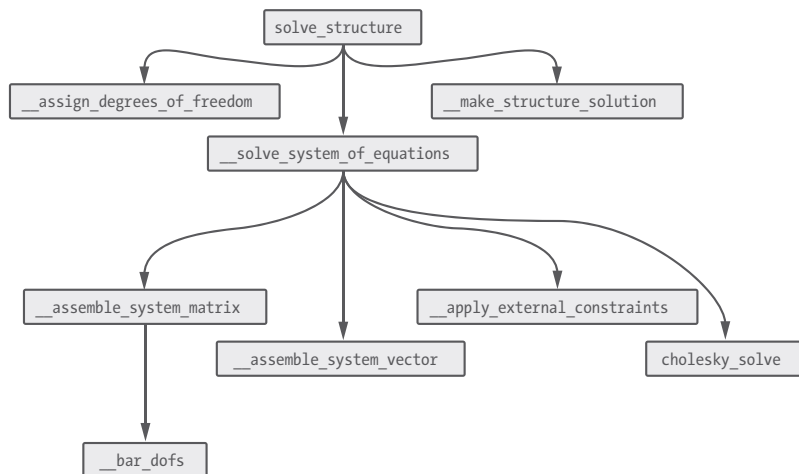 solve_structure
__assign_degrees_of_freedom
__make_structure_solution
__solve_system_of_equations
__assemble_system_matrix
__apply_external_constraints
__assemble_system_vector
cholesky_solve
__bar_dofs